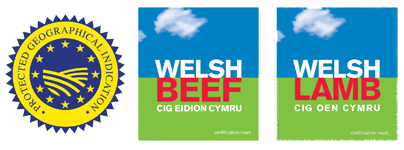 PROTECTED GEOGRAPHICAL INDICATION
WELSH
BEEF
CIG EIDION CYMRU
certification mark
WELSH
LAMB
CIG OEN CYMRU
certification mark